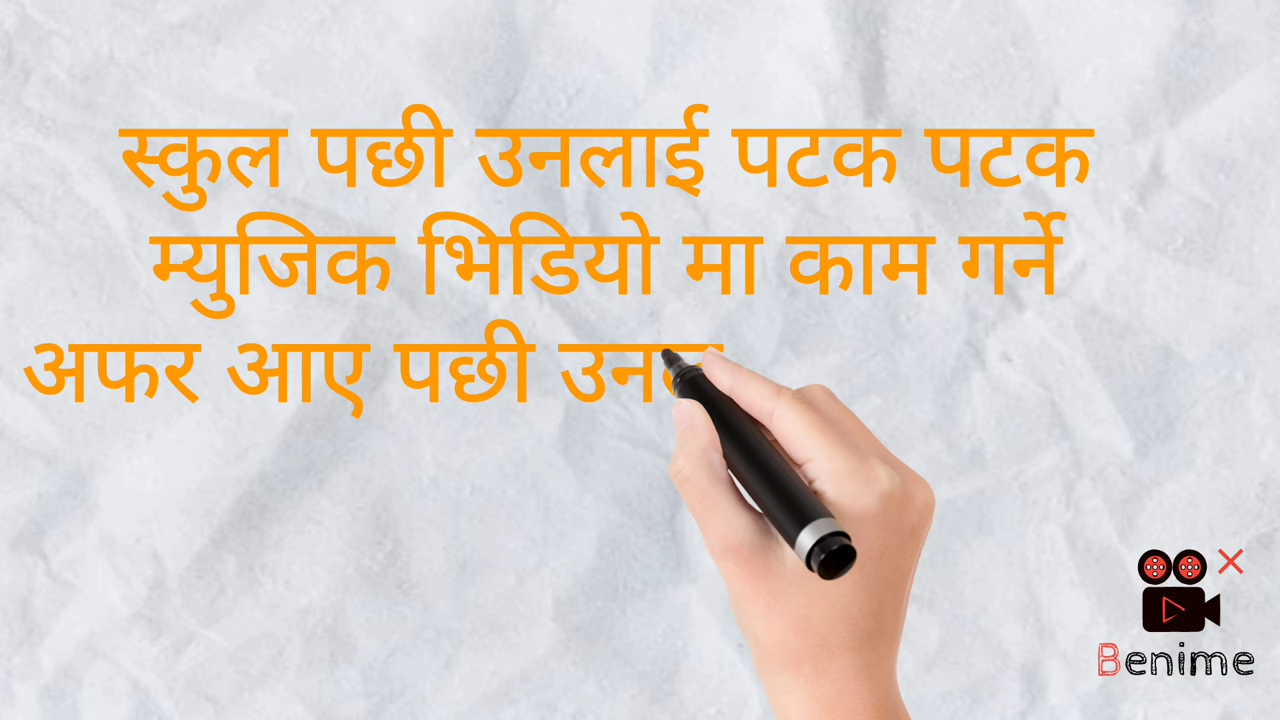 स्कुल पछी उनलाई पटक पटक
म्युजिक भिडियो मा काम गर्ने
अफर आए पछी
Benime